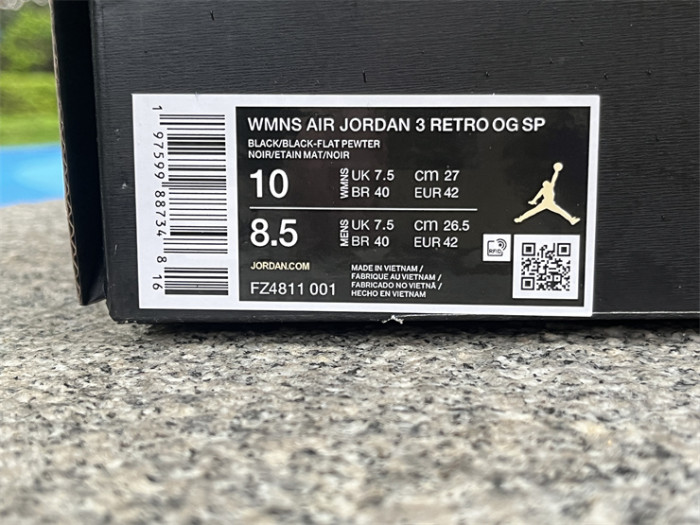 1 97599 88734 8 16
WMNS AIR JORDAN 3 RETRO OG SP
BLACK/BLACK-FLAT PEWTER
NOIR/ETAIN MAT/NOIR
10 WMNS UK 7.5 cm 27
BR 40 EUR 42
8.5 MENS UK 7.5 cm 26.5
BR 40 EUR 42
JORDAN.COM
FZ4811 001
MADE IN VIETNAM /
FABRIQUE AU VIETNAM /
FABRICADO NO VIETNÃ /
HECHO EN VIETNAM
RFID